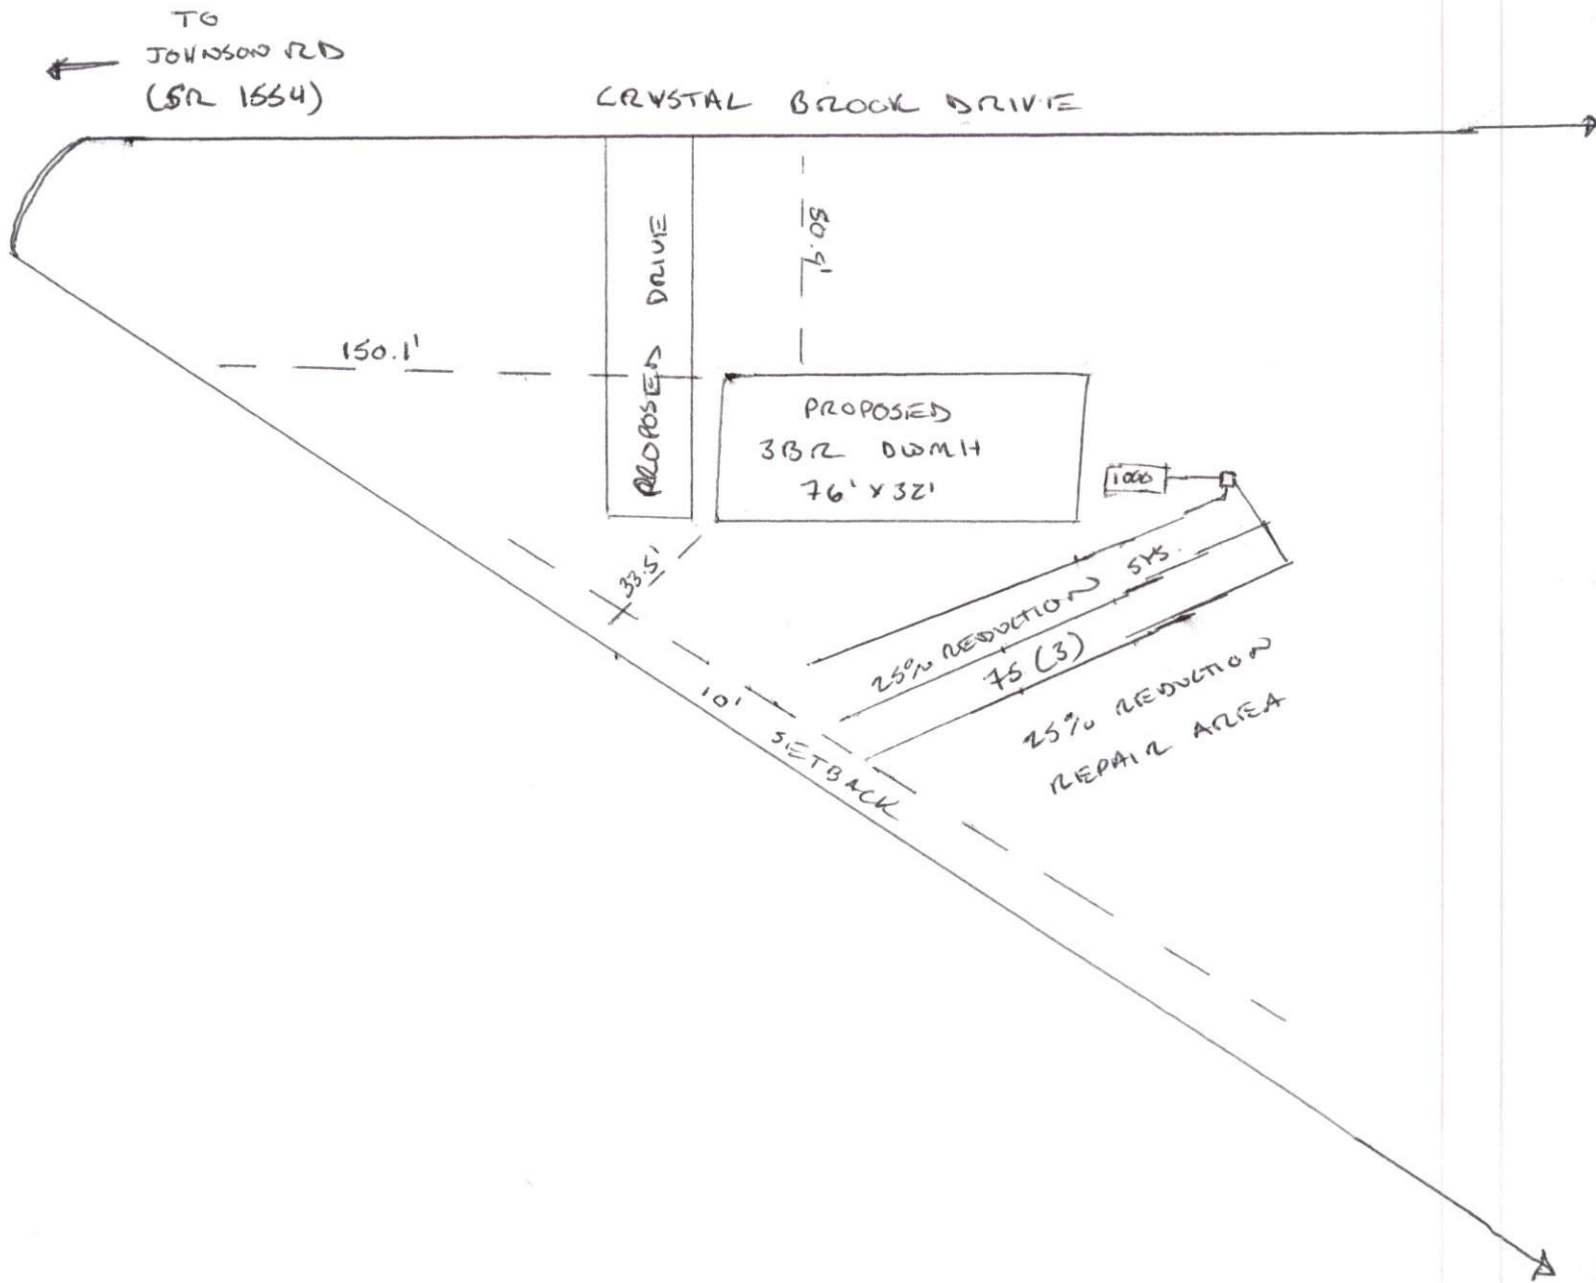 TO
JOHNSON RD
(SR 1554)
CRYSTAL BROOK DRIVE
PROPOSED DRIVE
50.9'
150.1'
PROPOSED
3BR DWMH
76' x 32'
1000
33.5'
25% REDUCTION SYS.
75 (3)
25% REDUCTION
REPAIR AREA
10' SETBACK